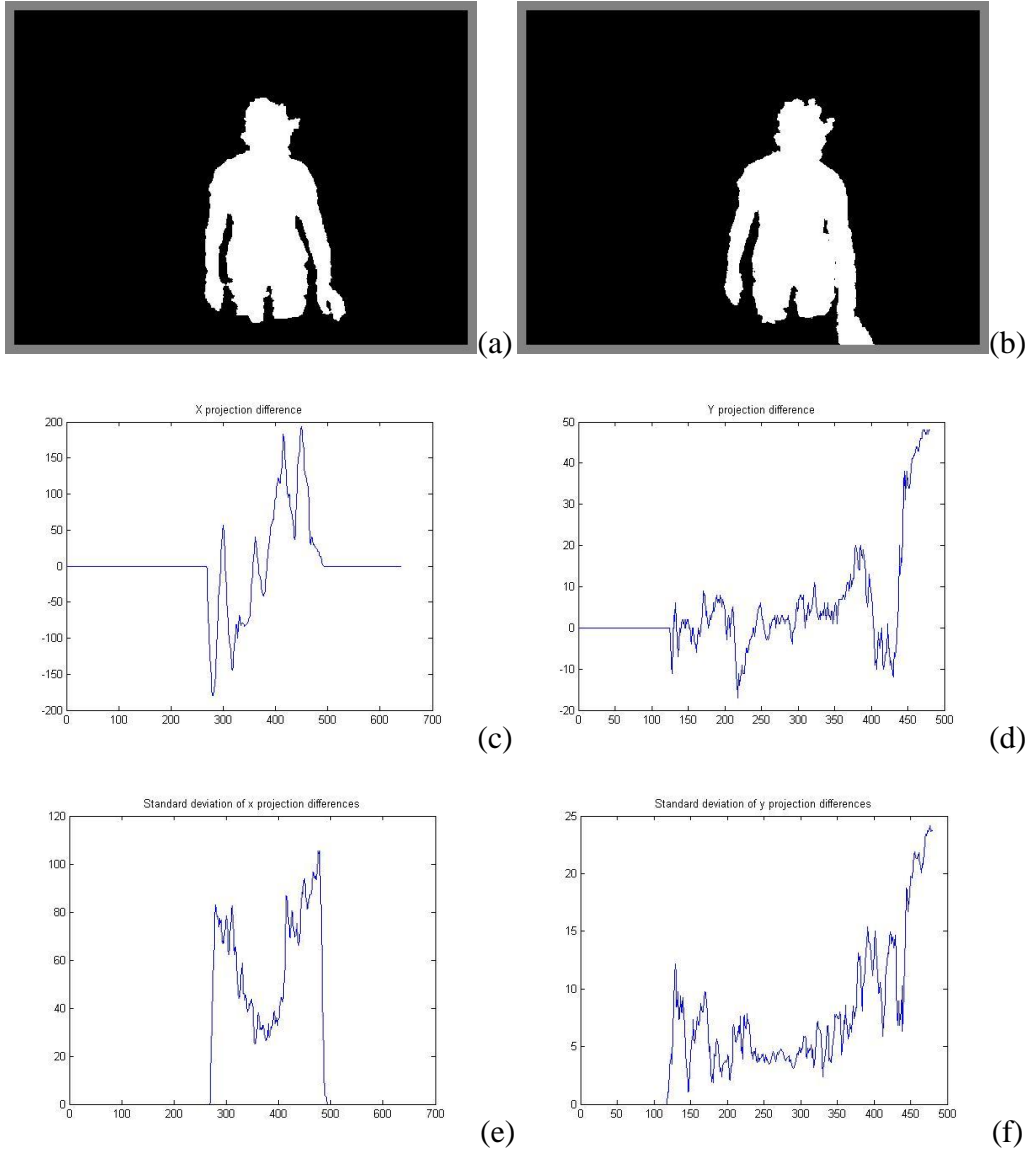 (a)
(b)
X projection difference
200
150
100
50
0
-50
-100
-150
-200
0 100 200 300 400 500 600 700
(c)
Y projection difference
50
40
30
20
10
0
-10
-20
0 50 100 150 200 250 300 350 400 450 500
(d)
Standard deviation of x projection differences
120
100
80
60
40
20
0
0 100 200 300 400 500 600 700
(e)
Standard deviation of y projection differences
25
20
15
10
5
0
0 50 100 150 200 250 300 350 400 450 500
(f)